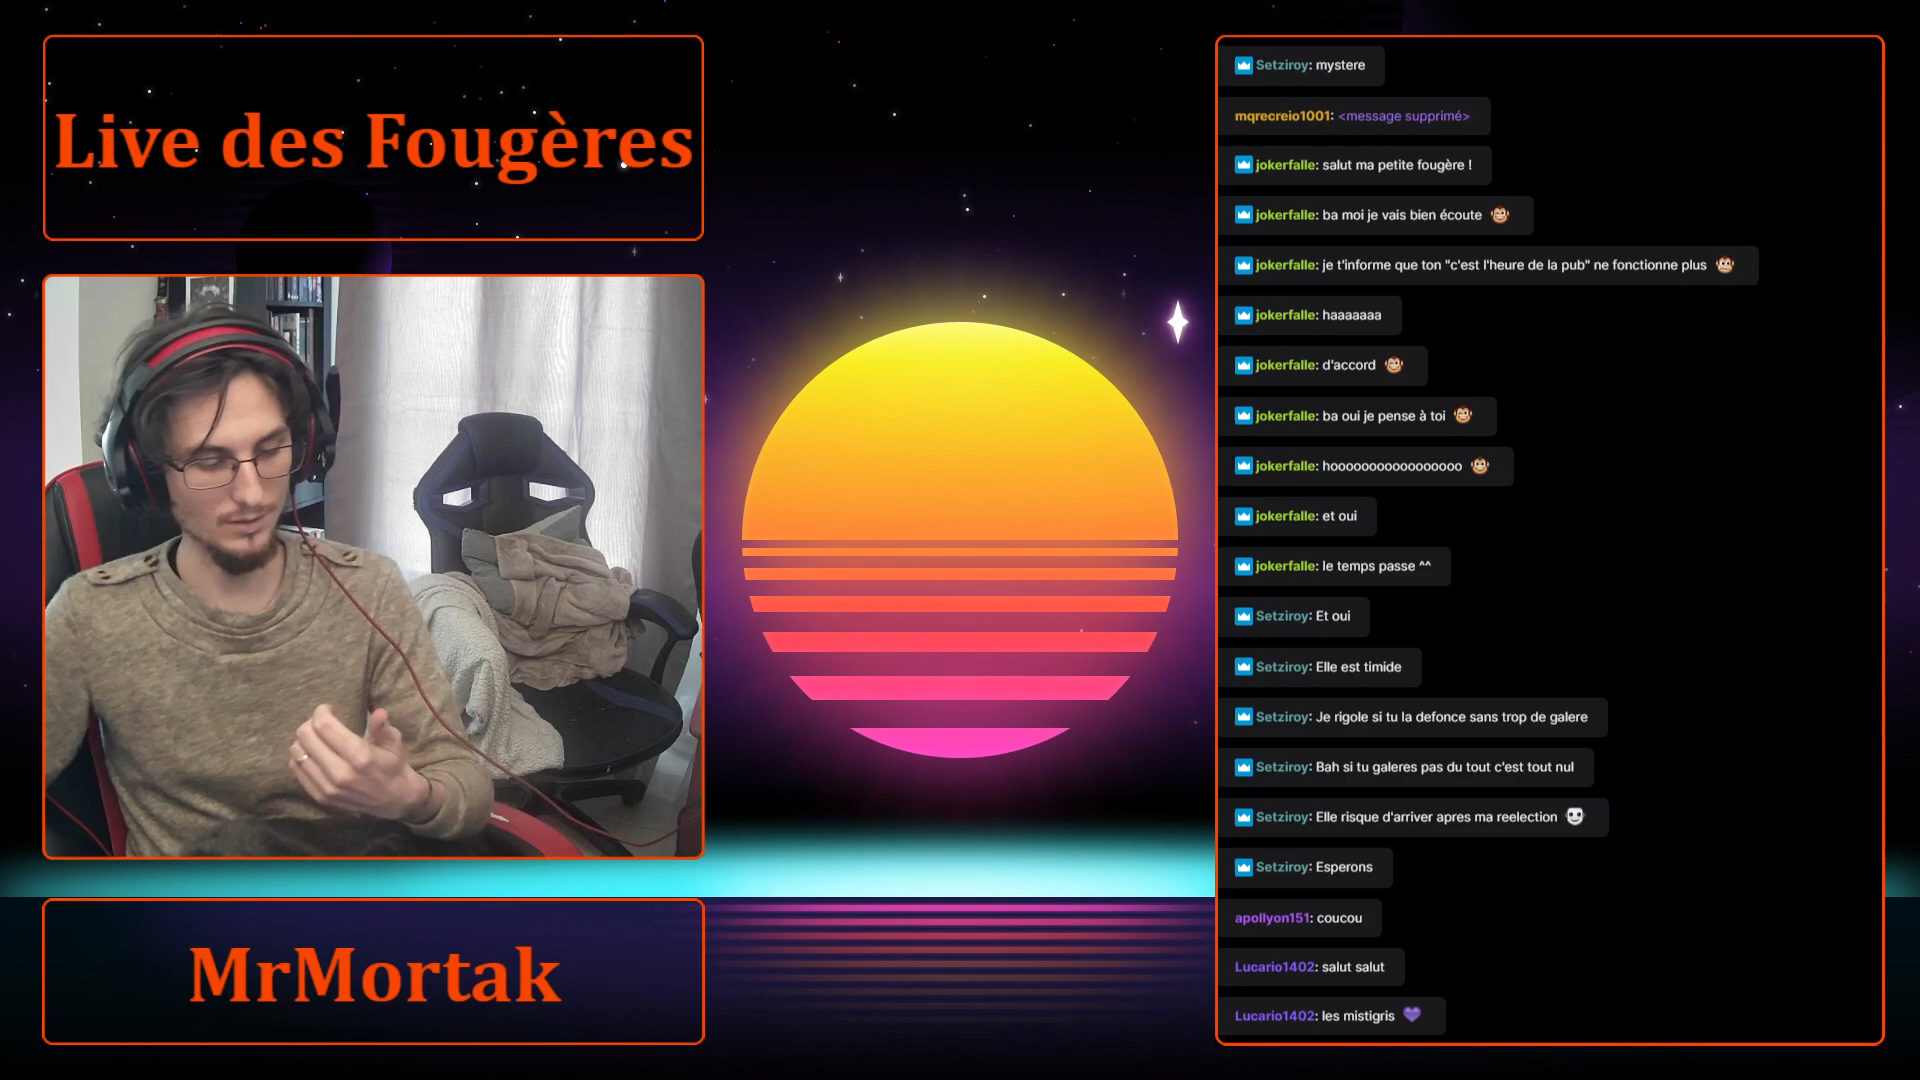 Live des Fougères
MrMortak
Setziroy: mystere
mqrecreio1001: <message supprimé>
jokerfalle: salut ma petite fougère !
jokerfalle: ba moi je vais bien écoute
jokerfalle: je t'informe que ton "c'est l'heure de la pub" ne fonctionne plus
jokerfalle: haaaaaaa
jokerfalle: d'accord
jokerfalle: ba oui je pense à toi
jokerfalle: hooooooooooooooooo
jokerfalle: et oui
jokerfalle: le temps passe ^^
Setziroy: Et oui
Setziroy: Elle est timide
Setziroy: Je rigole si tu la defonce sans trop de galere
Setziroy: Bah si tu galeres pas du tout c'est tout nul
Setziroy: Elle risque d'arriver apres ma reelection
Setziroy: Esperons
apollyon151: coucou
Lucario1402: salut salut
Lucario1402: les mistigris